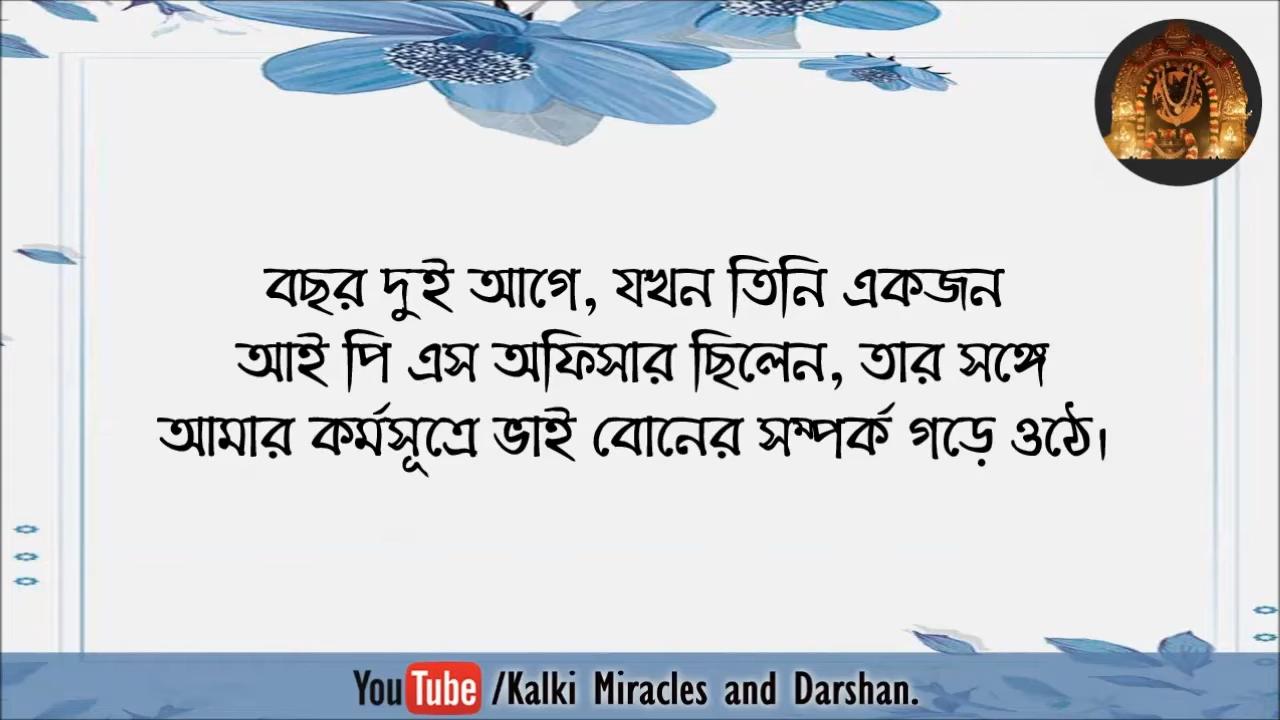 বছর দুই আগে, যখন তিনি একজন
আই পি এস অফিসার ছিলেন, তার সঙ্গে
আমার কর্মসূত্রে ভাই বোনের সম্পর্ক গড়ে ওঠে।
YouTube /Kalki Miracles and Darshan.